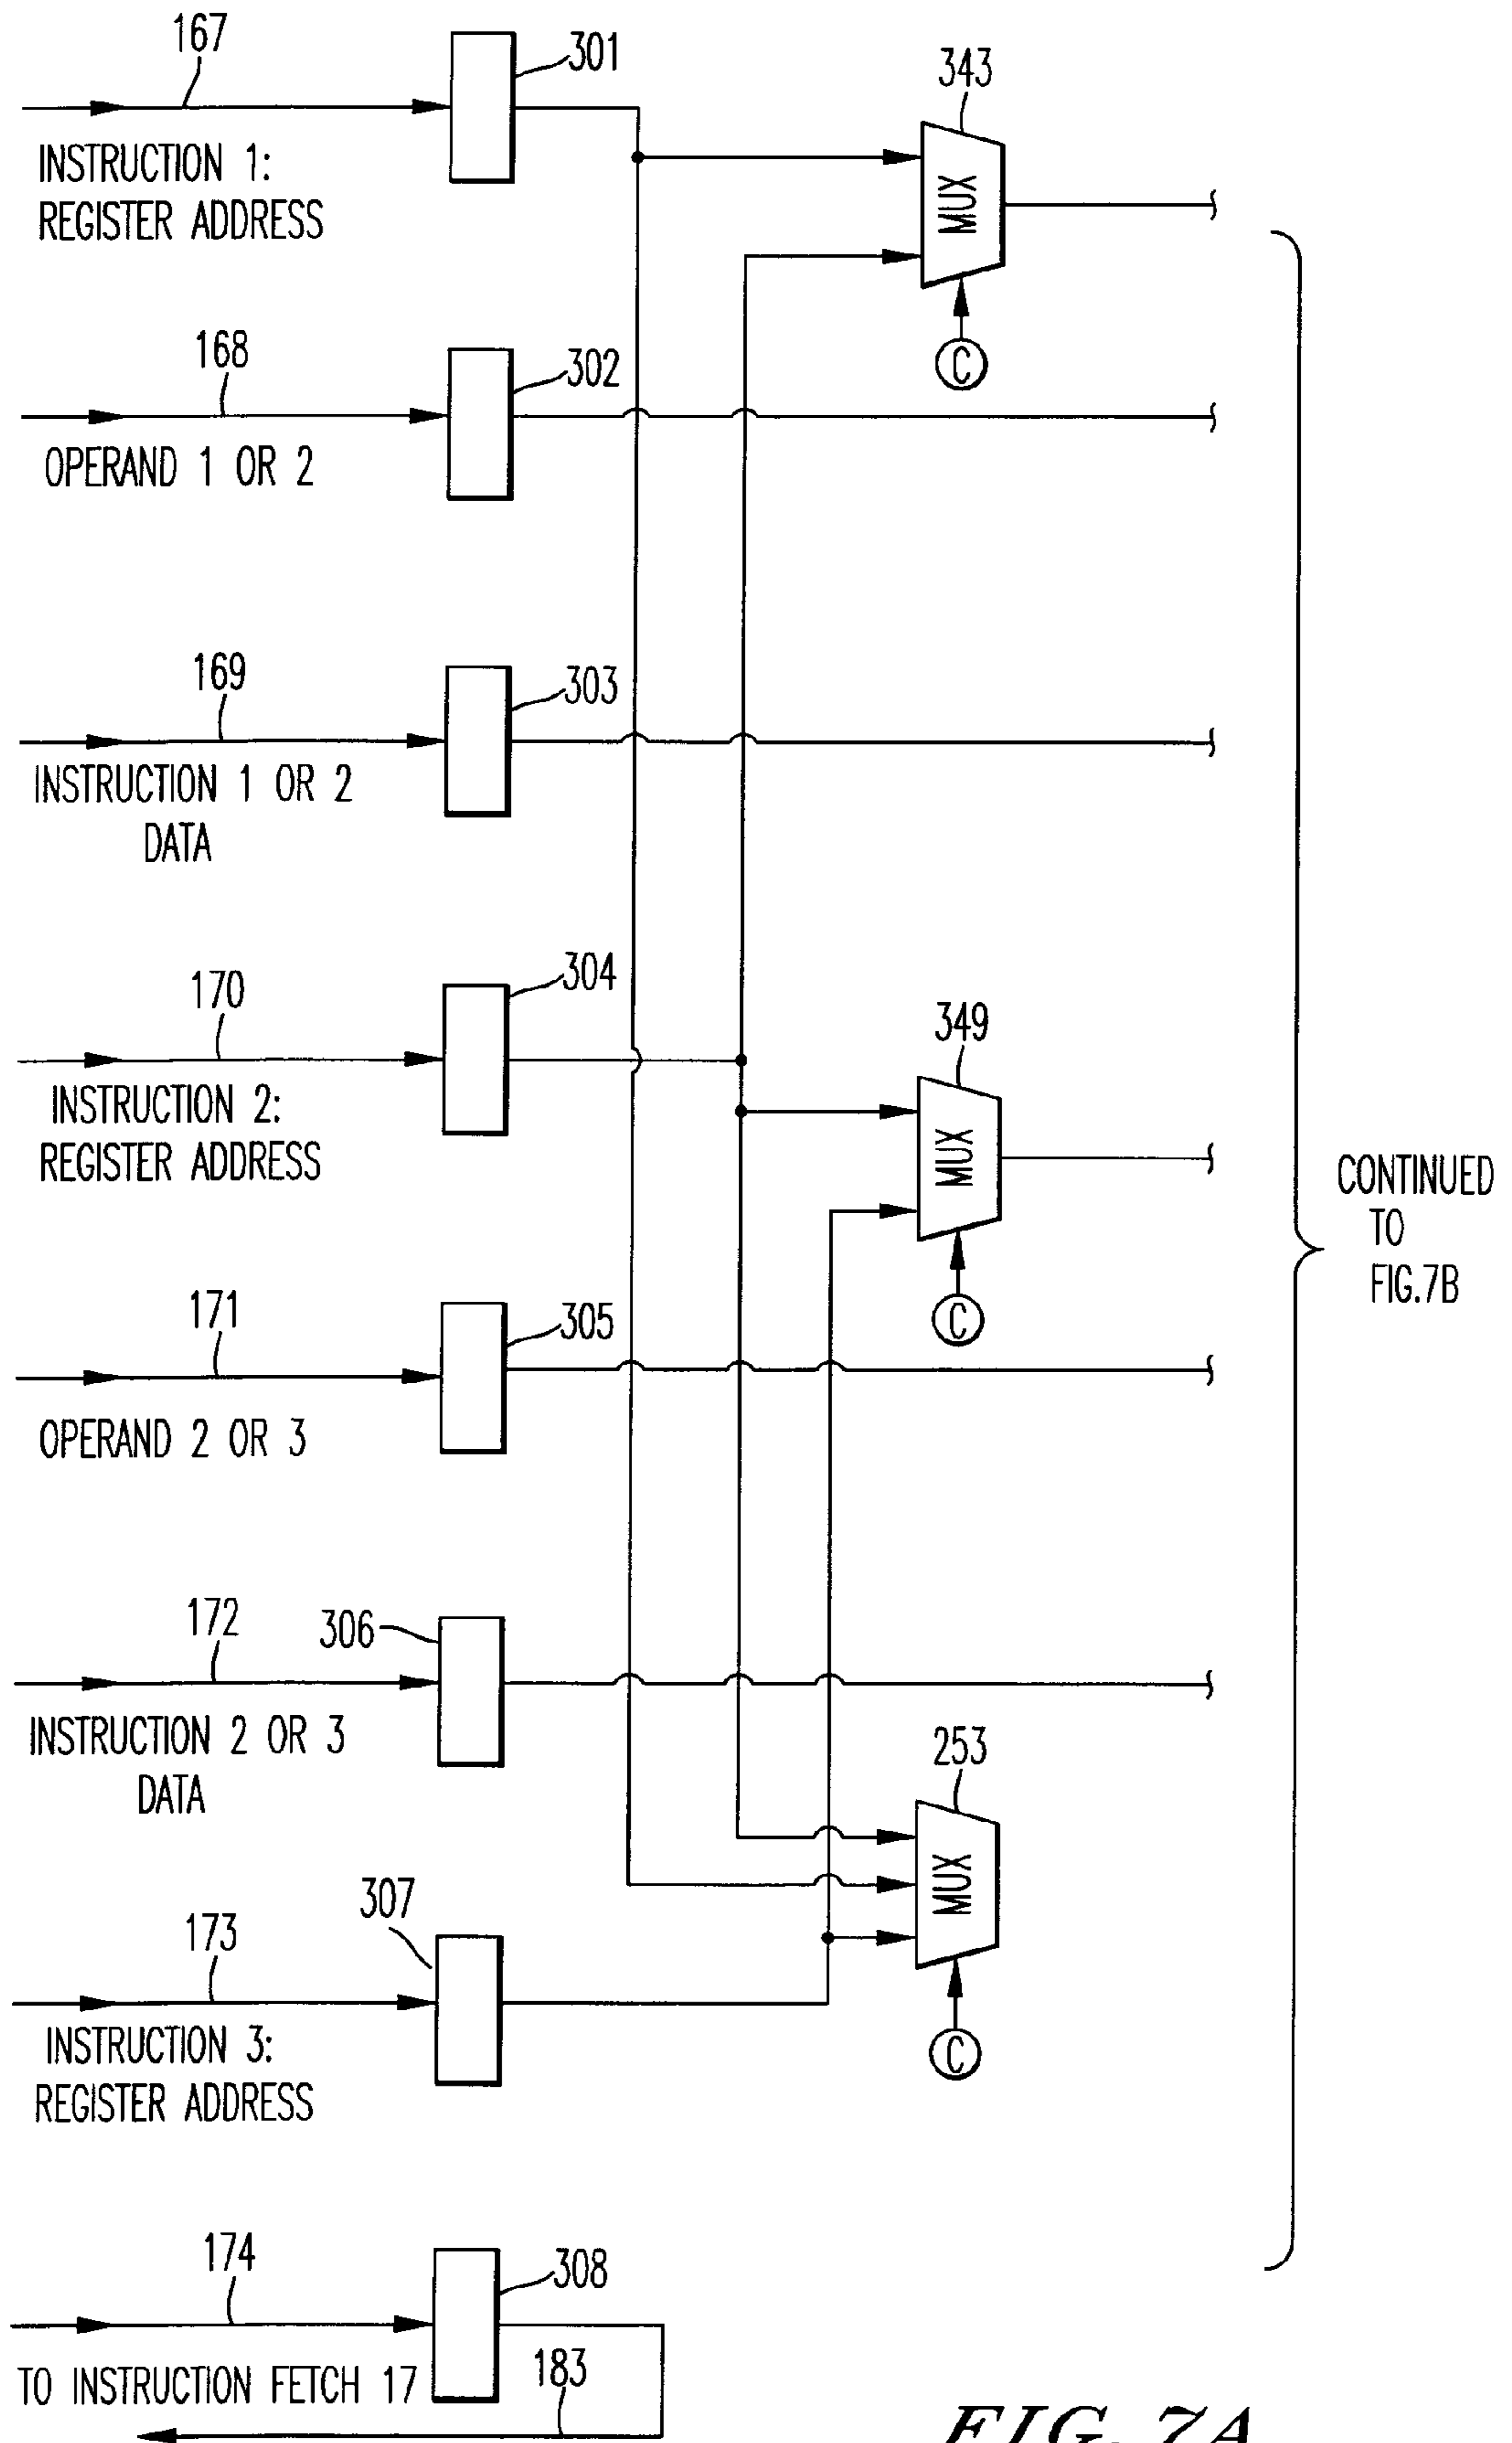 167
301
343
INSTRUCTION 1:
REGISTER ADDRESS
MUX
C
168
302
OPERAND 1 OR 2
169
303
INSTRUCTION 1 OR 2
DATA
170
304
349
INSTRUCTION 2:
REGISTER ADDRESS
MUX
C
CONTINUED
TO
FIG.7B
171
305
OPERAND 2 OR 3
172
306
INSTRUCTION 2 OR 3
DATA
253
MUX
C
173
307
INSTRUCTION 3:
REGISTER ADDRESS
174
308
TO INSTRUCTION FETCH 17
183
FIG. 7A